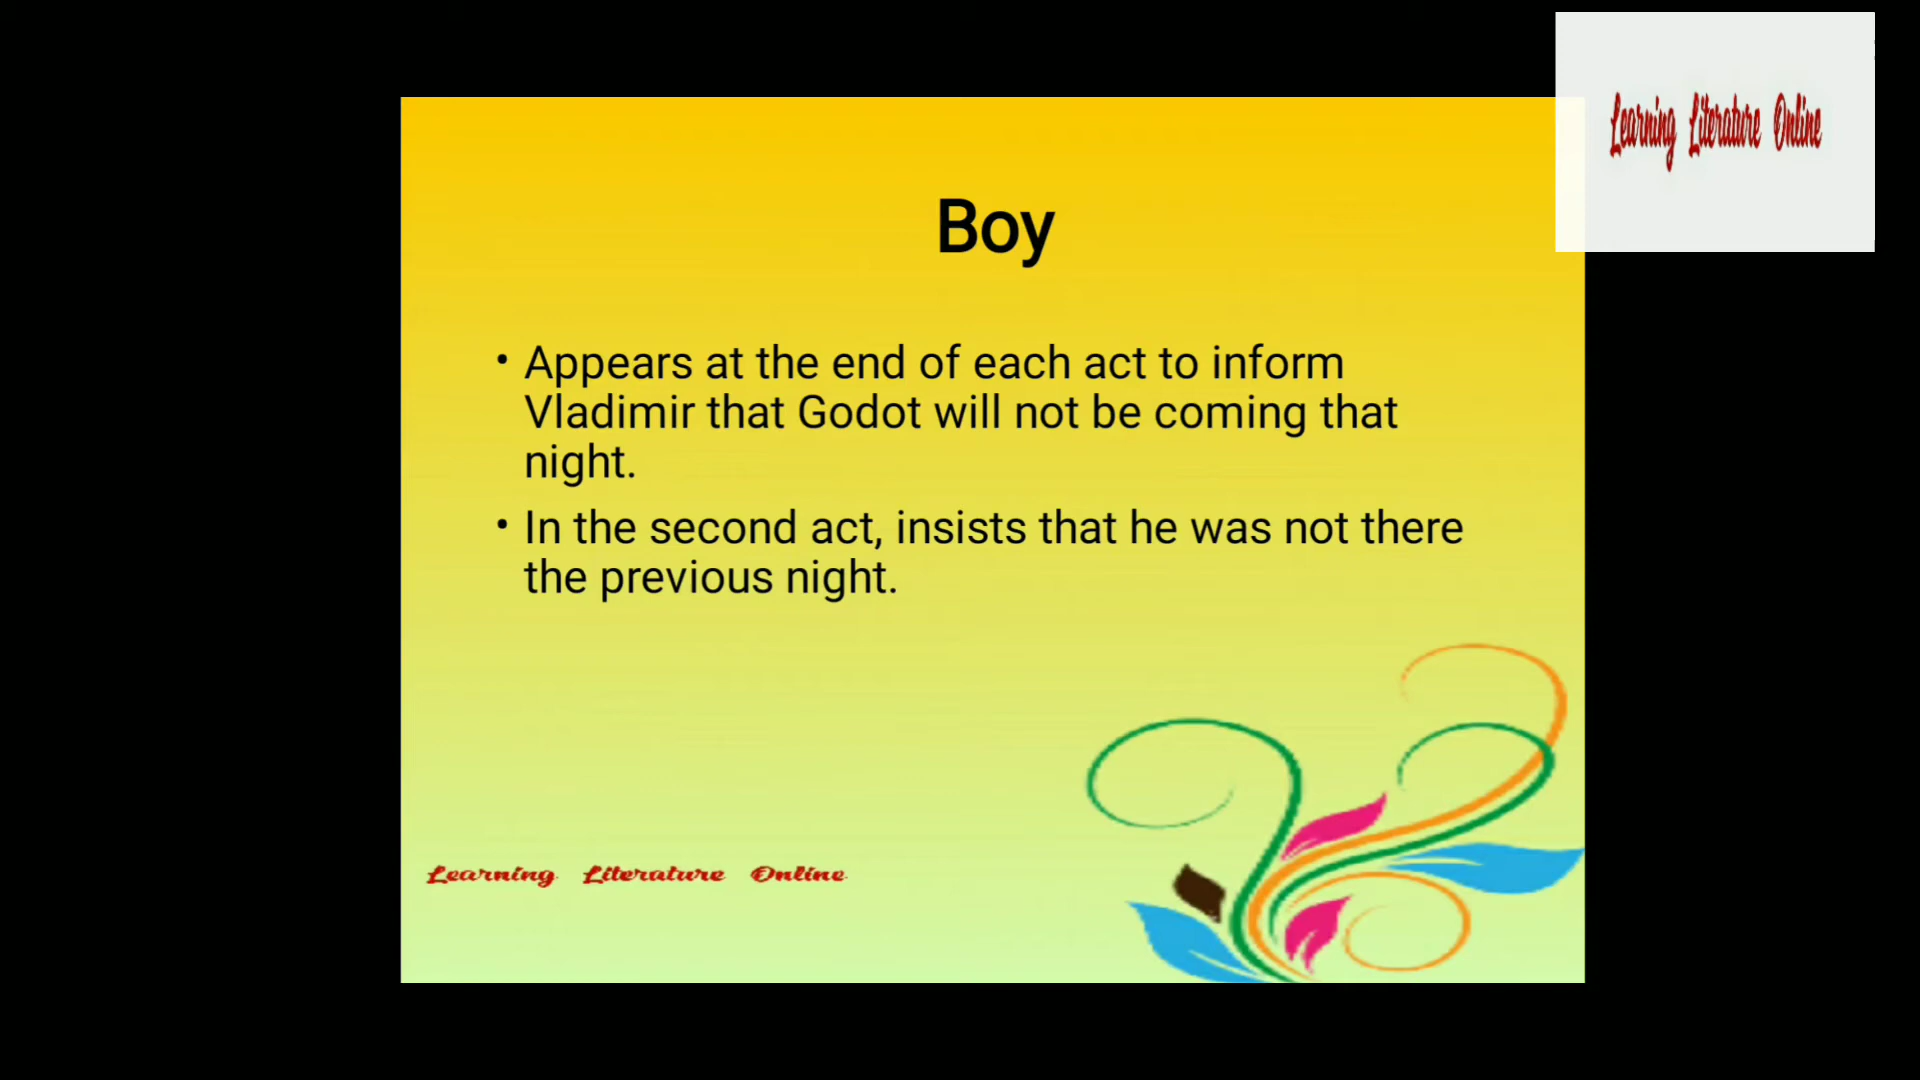 Learning Literature Online
Boy
• Appears at the end of each act to inform
Vladimir that Godot will not be coming that
night.
• In the second act, insists that he was not there
the previous night.
Learning Literature Online